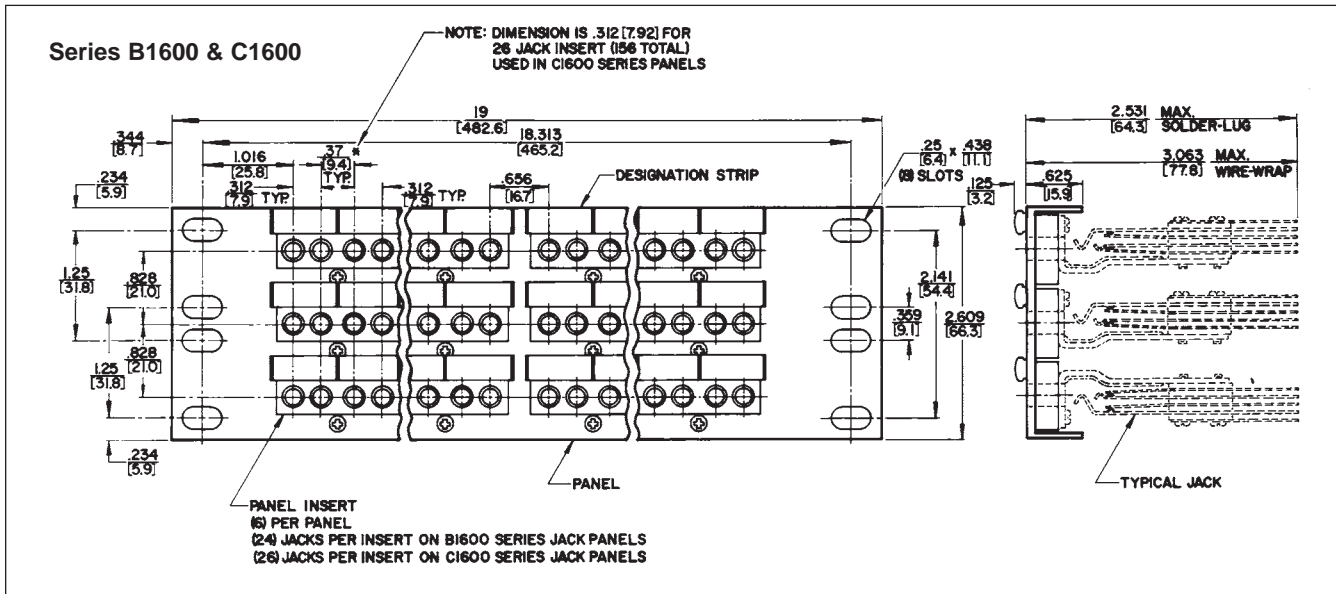 Series B1600 & C1600
NOTE: DIMENSION IS .312 [7.92] FOR
26 JACK INSERT (156 TOTAL)
USED IN C1600 SERIES PANELS
19
[482.6]
18.313
[465.2]
.344
[8.7]
1.016
[25.8]
.37 *
(9.4)
TYP.
.234
[5.9]
.312
[7.9] TYP.
.312
[7.9] TYP.
.656
[16.7]
DESIGNATION STRIP
.25 x .438
[6.4] [11.1]
(8) SLOTS
2.531 MAX.
[64.3] SOLDER-LUG
3.063 MAX.
[77.8] WIRE-WRAP
.125
[3.2]
.625
[15.9]
1.25
[31.8]
.828
[21.0]
2.141
[54.4]
.359
[9.1]
2.609
[66.3]
1.25
[31.8]
.828
[21.0]
.234
[5.9]
PANEL
TYPICAL JACK
PANEL INSERT
(6) PER PANEL
(24) JACKS PER INSERT ON B1600 SERIES JACK PANELS
(26) JACKS PER INSERT ON C1600 SERIES JACK PANELS